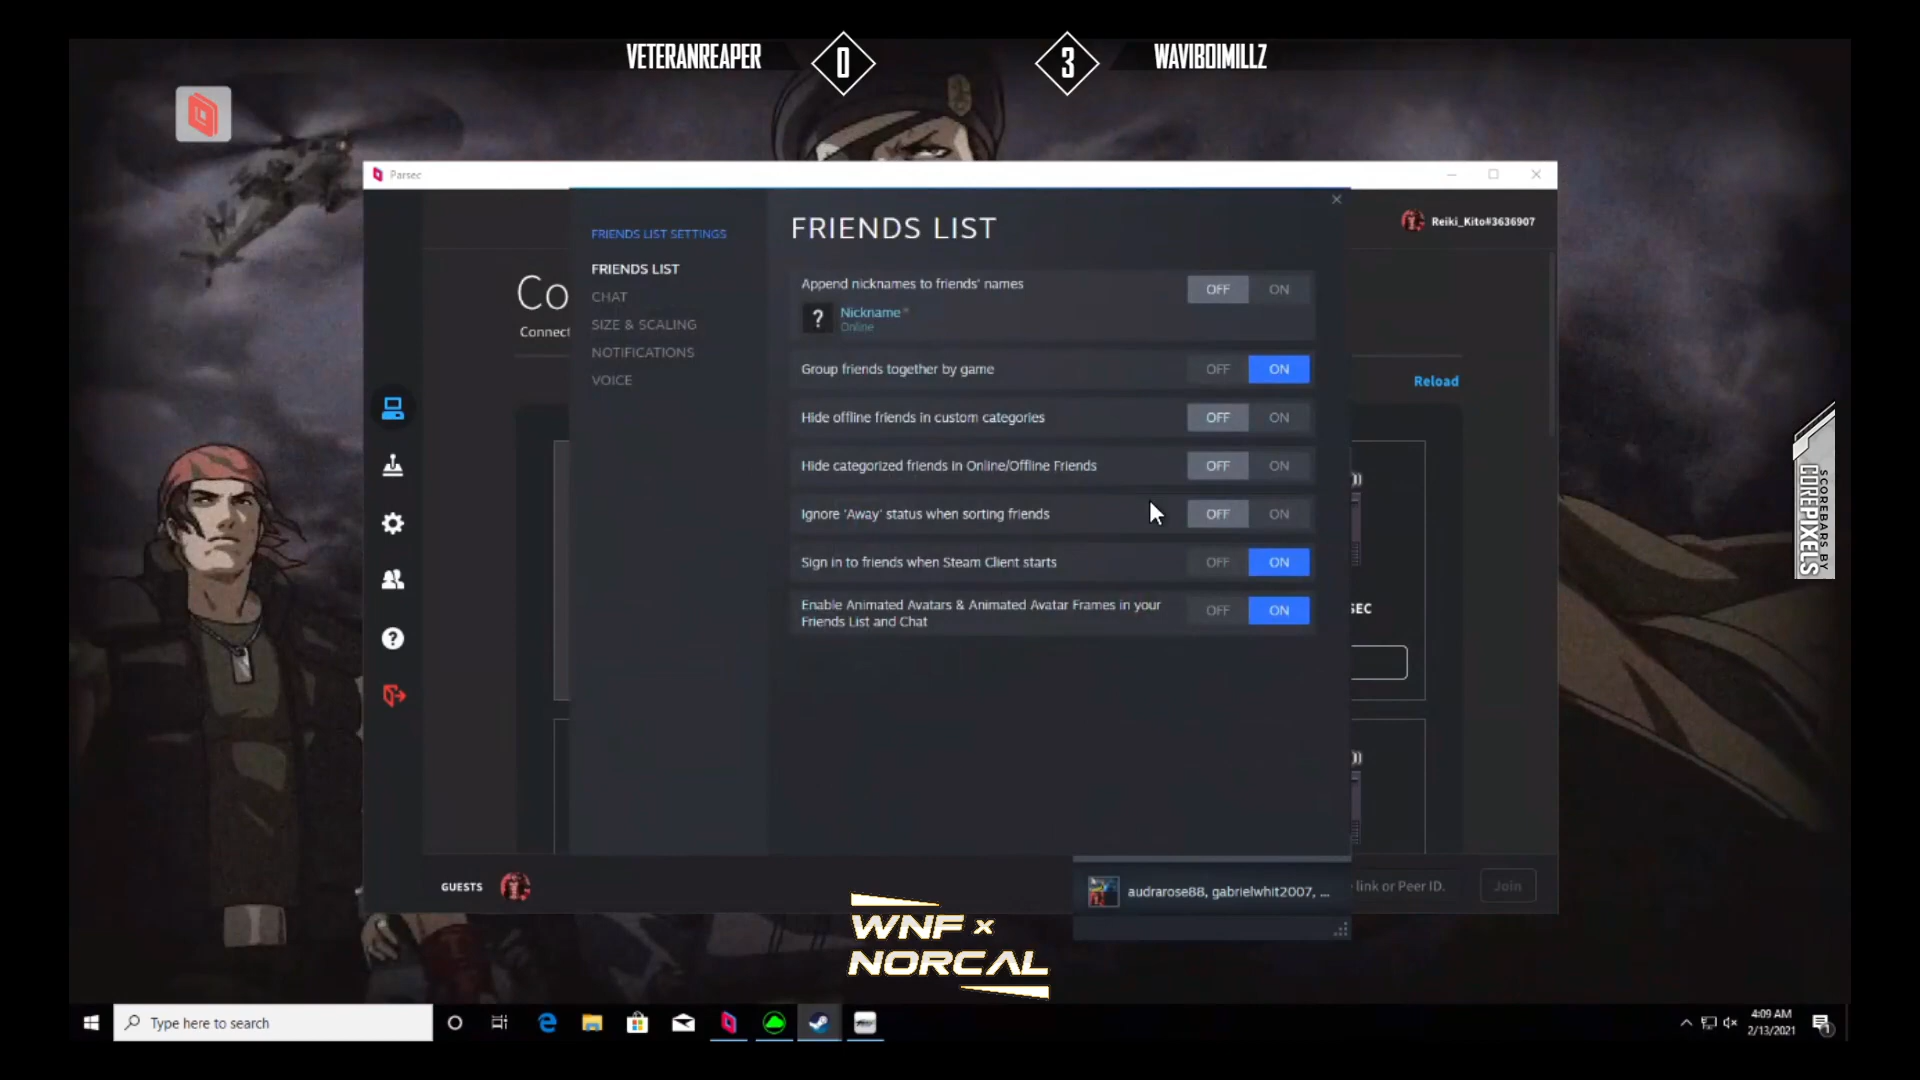 VETERANREAPER
0
3
WAVIBOIMILLZ
Parsec
Reiki_Kito#3636907
FRIENDS LIST SETTINGS
FRIENDS LIST
CHAT
SIZE & SCALING
NOTIFICATIONS
VOICE
FRIENDS LIST
Append nicknames to friends' names
OFF ON
? Nickname *
Online
Group friends together by game
OFF ON
Hide offline friends in custom categories
OFF ON
Hide categorized friends in Online/Offline Friends
OFF ON
Ignore 'Away' status when sorting friends
OFF ON
Sign in to friends when Steam Client starts
OFF ON
Enable Animated Avatars & Animated Avatar Frames in your
Friends List and Chat
OFF ON
Co
Connect
Reload
SEC
GUESTS
audrarose88, gabrielwhit2007, ...
link or Peer ID.
Join
SCOREBARS BY
COREPIXELS
WNF x
NORCAL
Type here to search
4:09 AM
2/13/2021
1